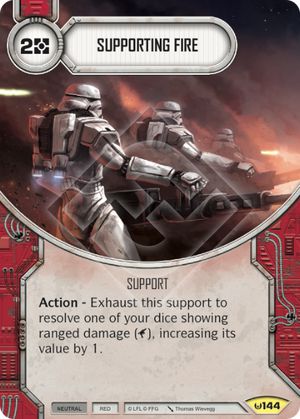 2
SUPPORTING FIRE
SUPPORT
Action - Exhaust this support to
resolve one of your dice showing
ranged damage ( ), increasing its
value by 1.
NEUTRAL RED © LFL © FFG Thomas Wievegg 144